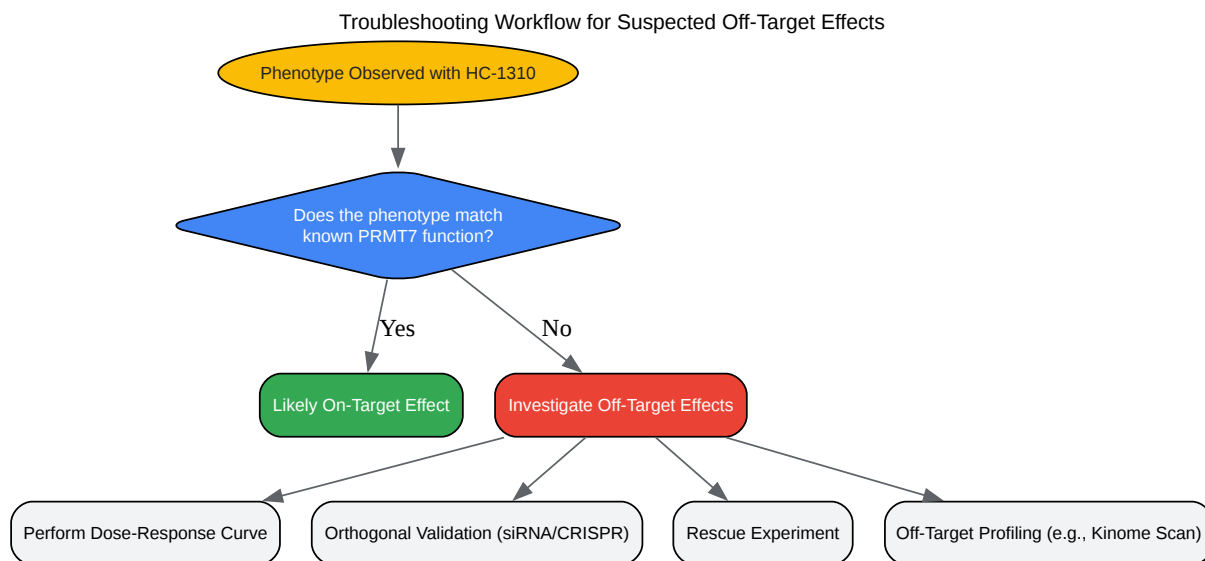 Troubleshooting Workflow for Suspected Off-Target Effects
Phenotype Observed with HC-1310
Does the phenotype match
known PRMT7 function?
Yes
No
Likely On-Target Effect
Investigate Off-Target Effects
Perform Dose-Response Curve
Orthogonal Validation (siRNA/CRISPR)
Rescue Experiment
Off-Target Profiling (e.g., Kinome Scan)